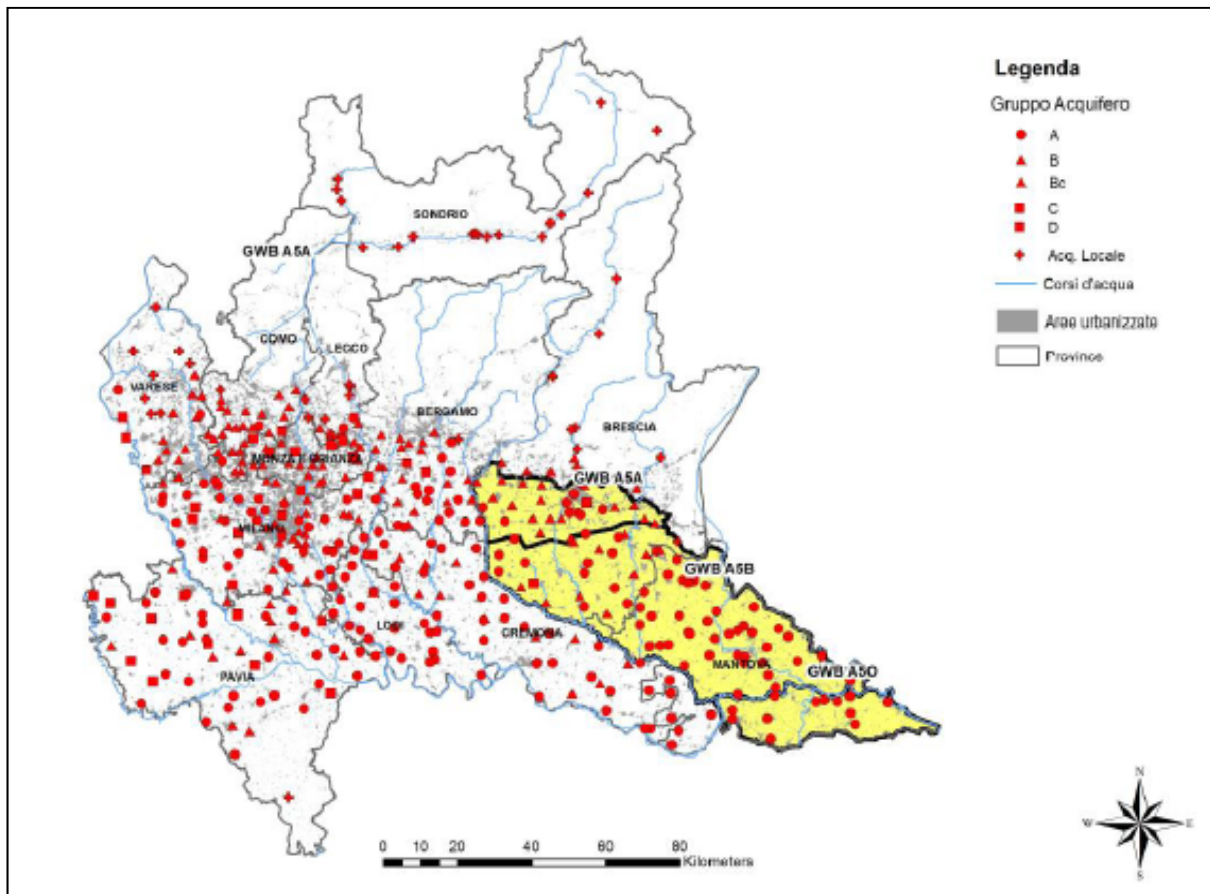 Legenda
Gruppo Acquifero
A
B
Bc
C
D
Acq. Locale
Corsi d'acqua
Aree urbanizzate
Province
SONDRIO
GWB A5A
COMO
LECCO
VARESE
BERGAMO
BRESCIA
MONZA E BRIANZA
GWB A5A
MILANO
GWB A5B
LODI
CREMONA
MANTOVA
PAVIA
GWB A5O
N
W E
S
0 10 20 40 60 80
Kilometers